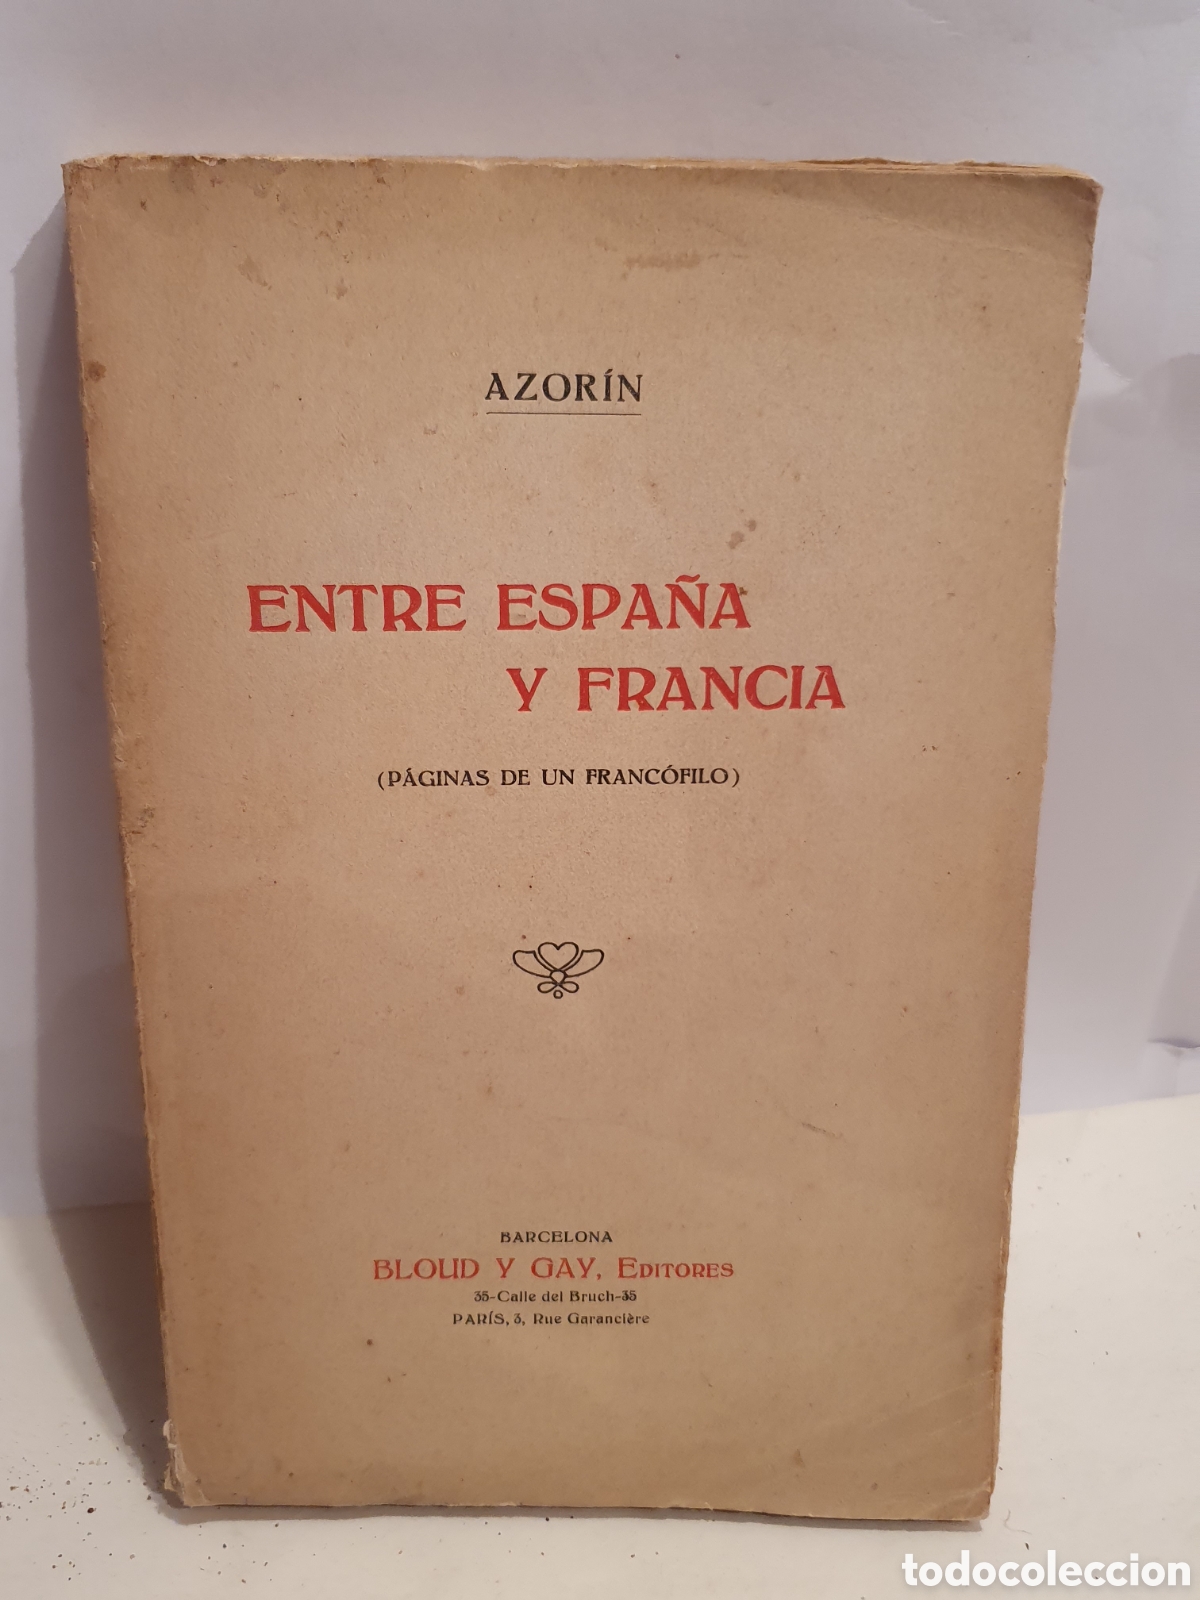 AZORÍN
ENTRE ESPAÑA
Y FRANCIA
(PÁGINAS DE UN FRANCÓFILO)
BARCELONA
BLOUD Y GAY, EDITORES
35-Calle del Bruch-35
PARÍS, 3, Rue Garancière
todocoleccion